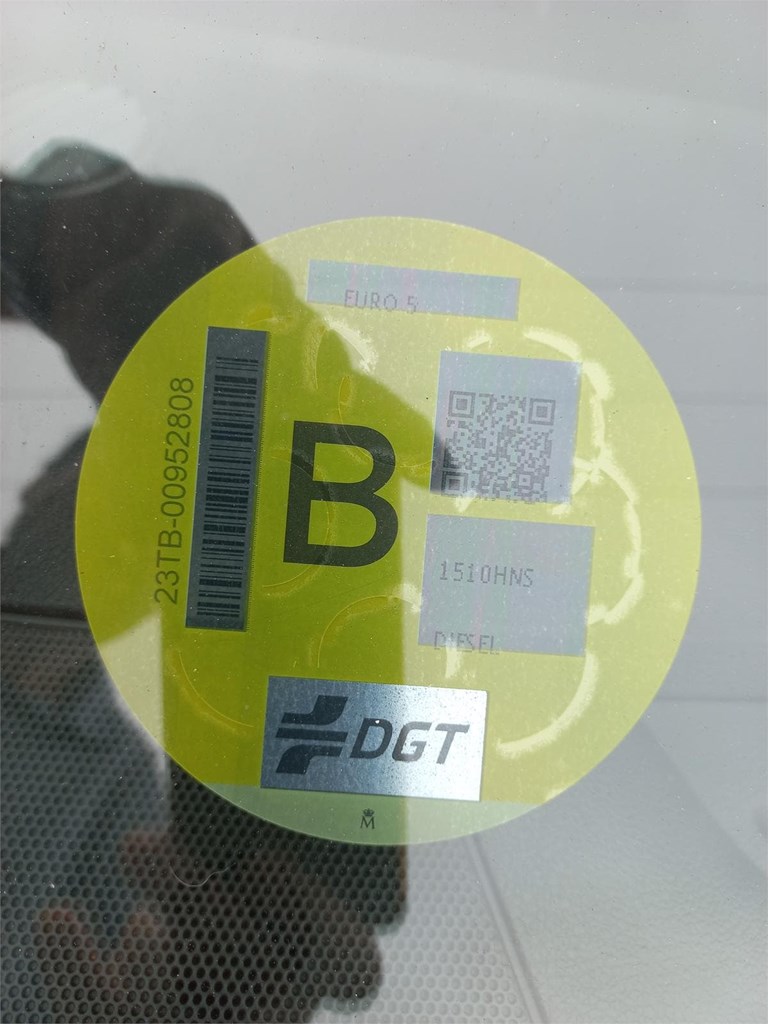 EURO 5
23TB-00952808
B
1510HNS
DIESEL
DGT
M